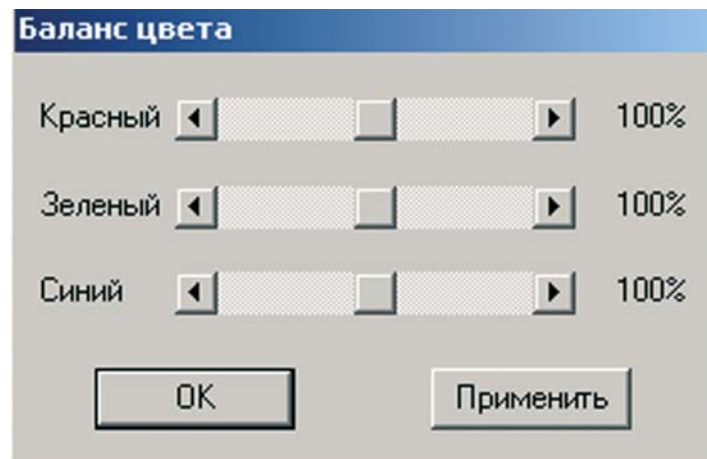 Баланс цвета
Красный 100%
Зеленый 100%
Синий 100%
OK Применить